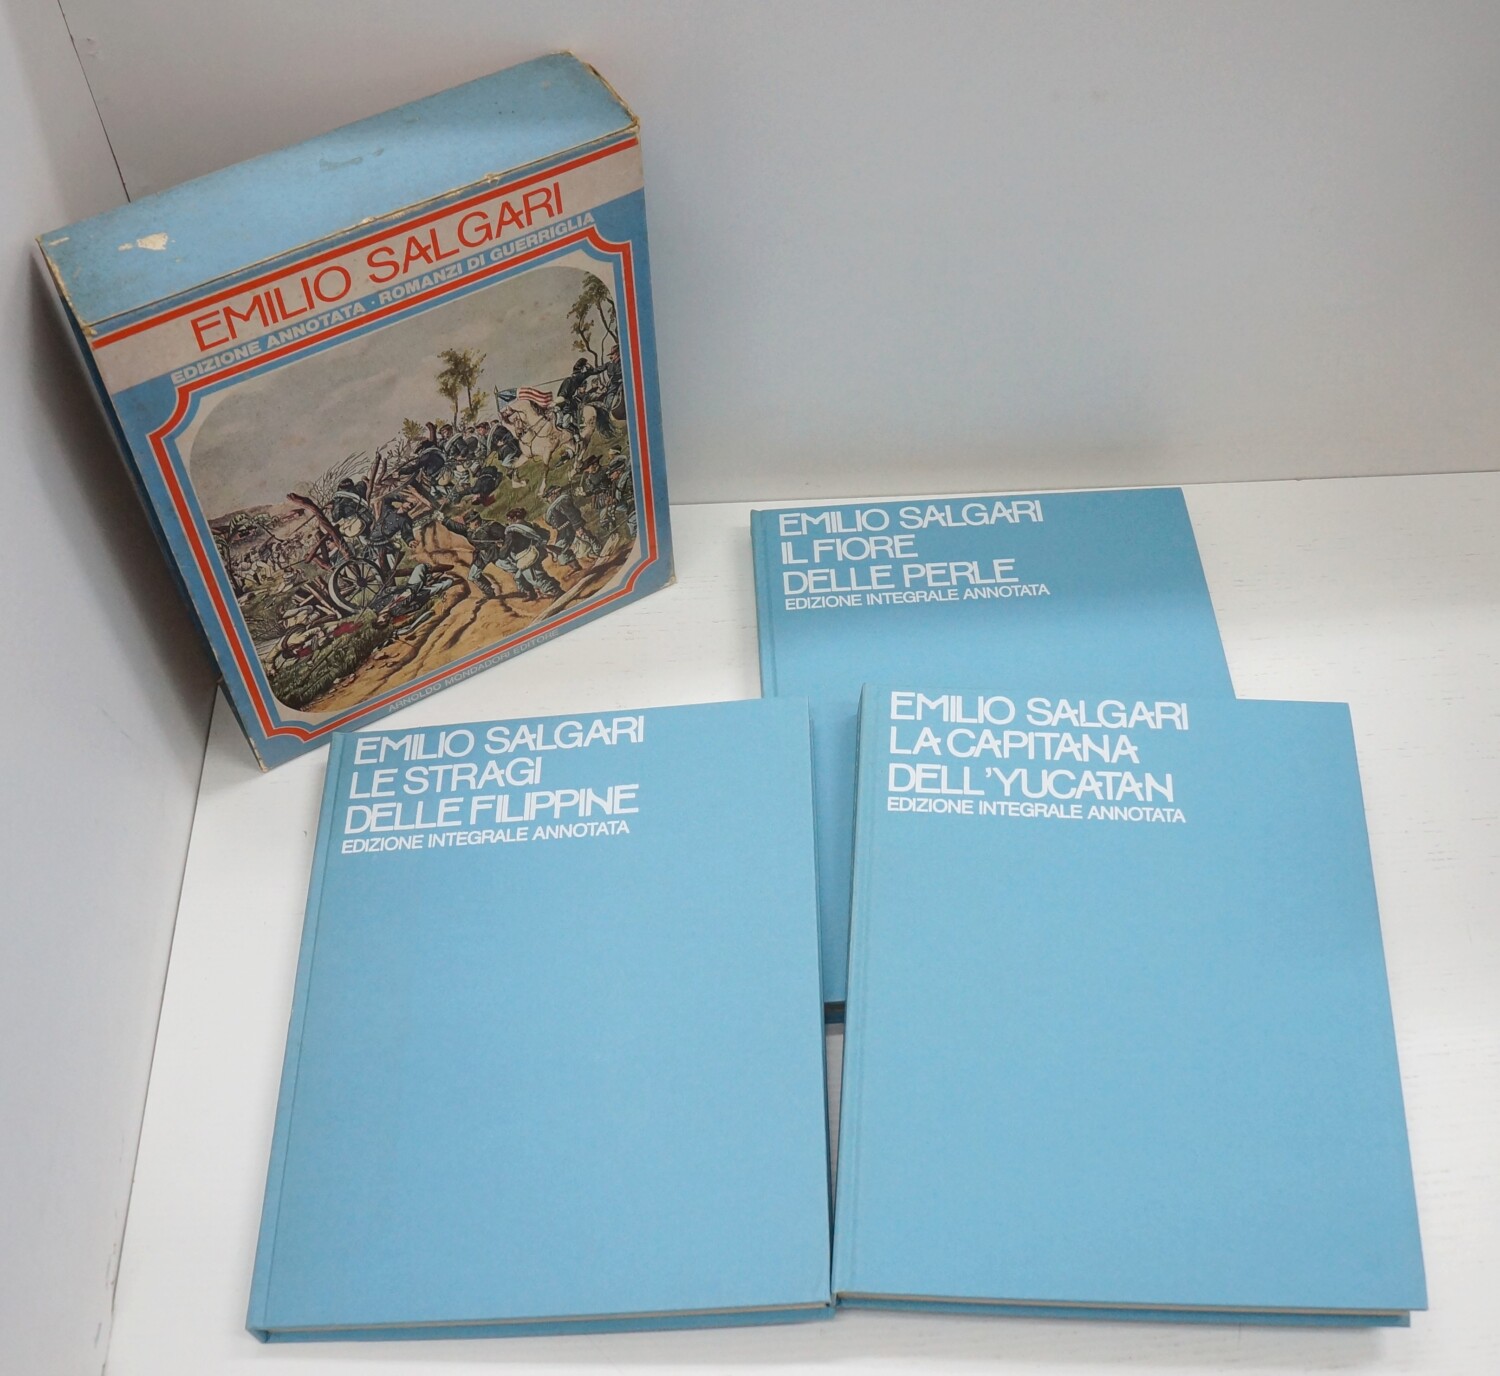 EMILIO SALGARI
EDIZIONE ANNOTATA · ROMANZI DI GUERRIGLIA
ARNOLDO MONDADORI EDITORE
EMILIO SALGARI
IL FIORE
DELLE PERLE
EDIZIONE INTEGRALE ANNOTATA
EMILIO SALGARI
LE STRAGI
DELLE FILIPPINE
EDIZIONE INTEGRALE ANNOTATA
EMILIO SALGARI
LA CAPITANA
DELL'YUCATAN
EDIZIONE INTEGRALE ANNOTATA